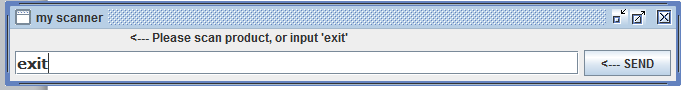 my scanner
<--- Please scan product, or input 'exit'
exit
<--- SEND